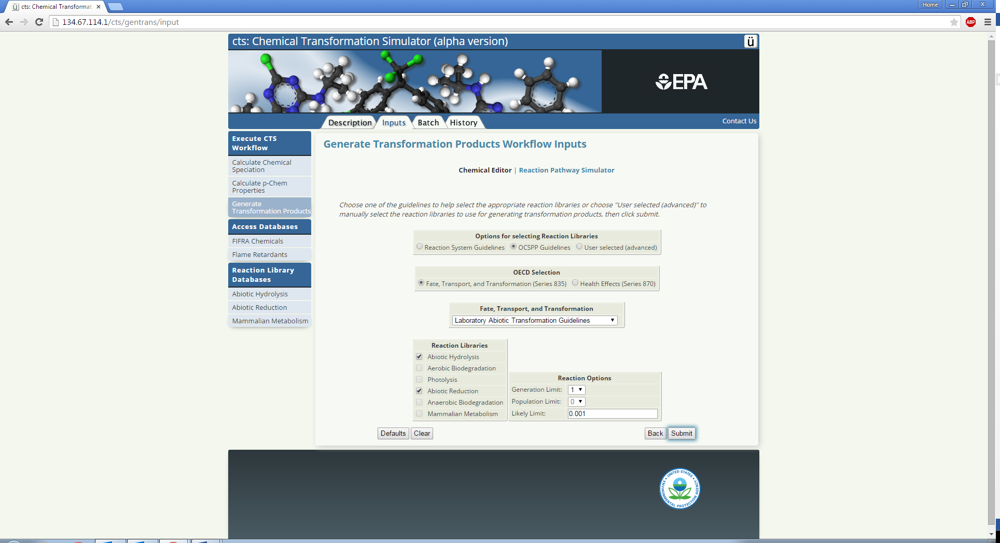 ü cts: Chemical Transformat ×
Home
134.67.114.1/cts/gentrans/input
ABP
cts: Chemical Transformation Simulator (alpha version)
ü
EPA
Description
Inputs
Batch
History
Contact Us
Execute CTS
Workflow
Calculate Chemical
Speciation
Calculate p-Chem
Properties
Generate
Transformation Products
Access Databases
FIFRA Chemicals
Flame Retardants
Reaction Library
Databases
Abiotic Hydrolysis
Abiotic Reduction
Mammalian Metabolism
Generate Transformation Products Workflow Inputs
Chemical Editor | Reaction Pathway Simulator
Choose one of the guidelines to help select the appropriate reaction libraries or choose "User selected (advanced)" to
manually select the reaction libraries to use for generating transformation products, then click submit.
Options for selecting Reaction Libraries
Reaction System Guidelines
OCSPP Guidelines
User selected (advanced)
OECD Selection
Fate, Transport, and Transformation (Series 835)
Health Effects (Series 870)
Fate, Transport, and Transformation
Laboratory Abiotic Transformation Guidelines
Reaction Libraries
Abiotic Hydrolysis
Aerobic Biodegradation
Photolysis
Abiotic Reduction
Anaerobic Biodegradation
Mammalian Metabolism
Reaction Options
Generation Limit: 1
Population Limit: 0
Likely Limit: 0.001
Defaults
Clear
Back
Submit
UNITED STATES
ENVIRONMENTAL PROTECTION AGENCY